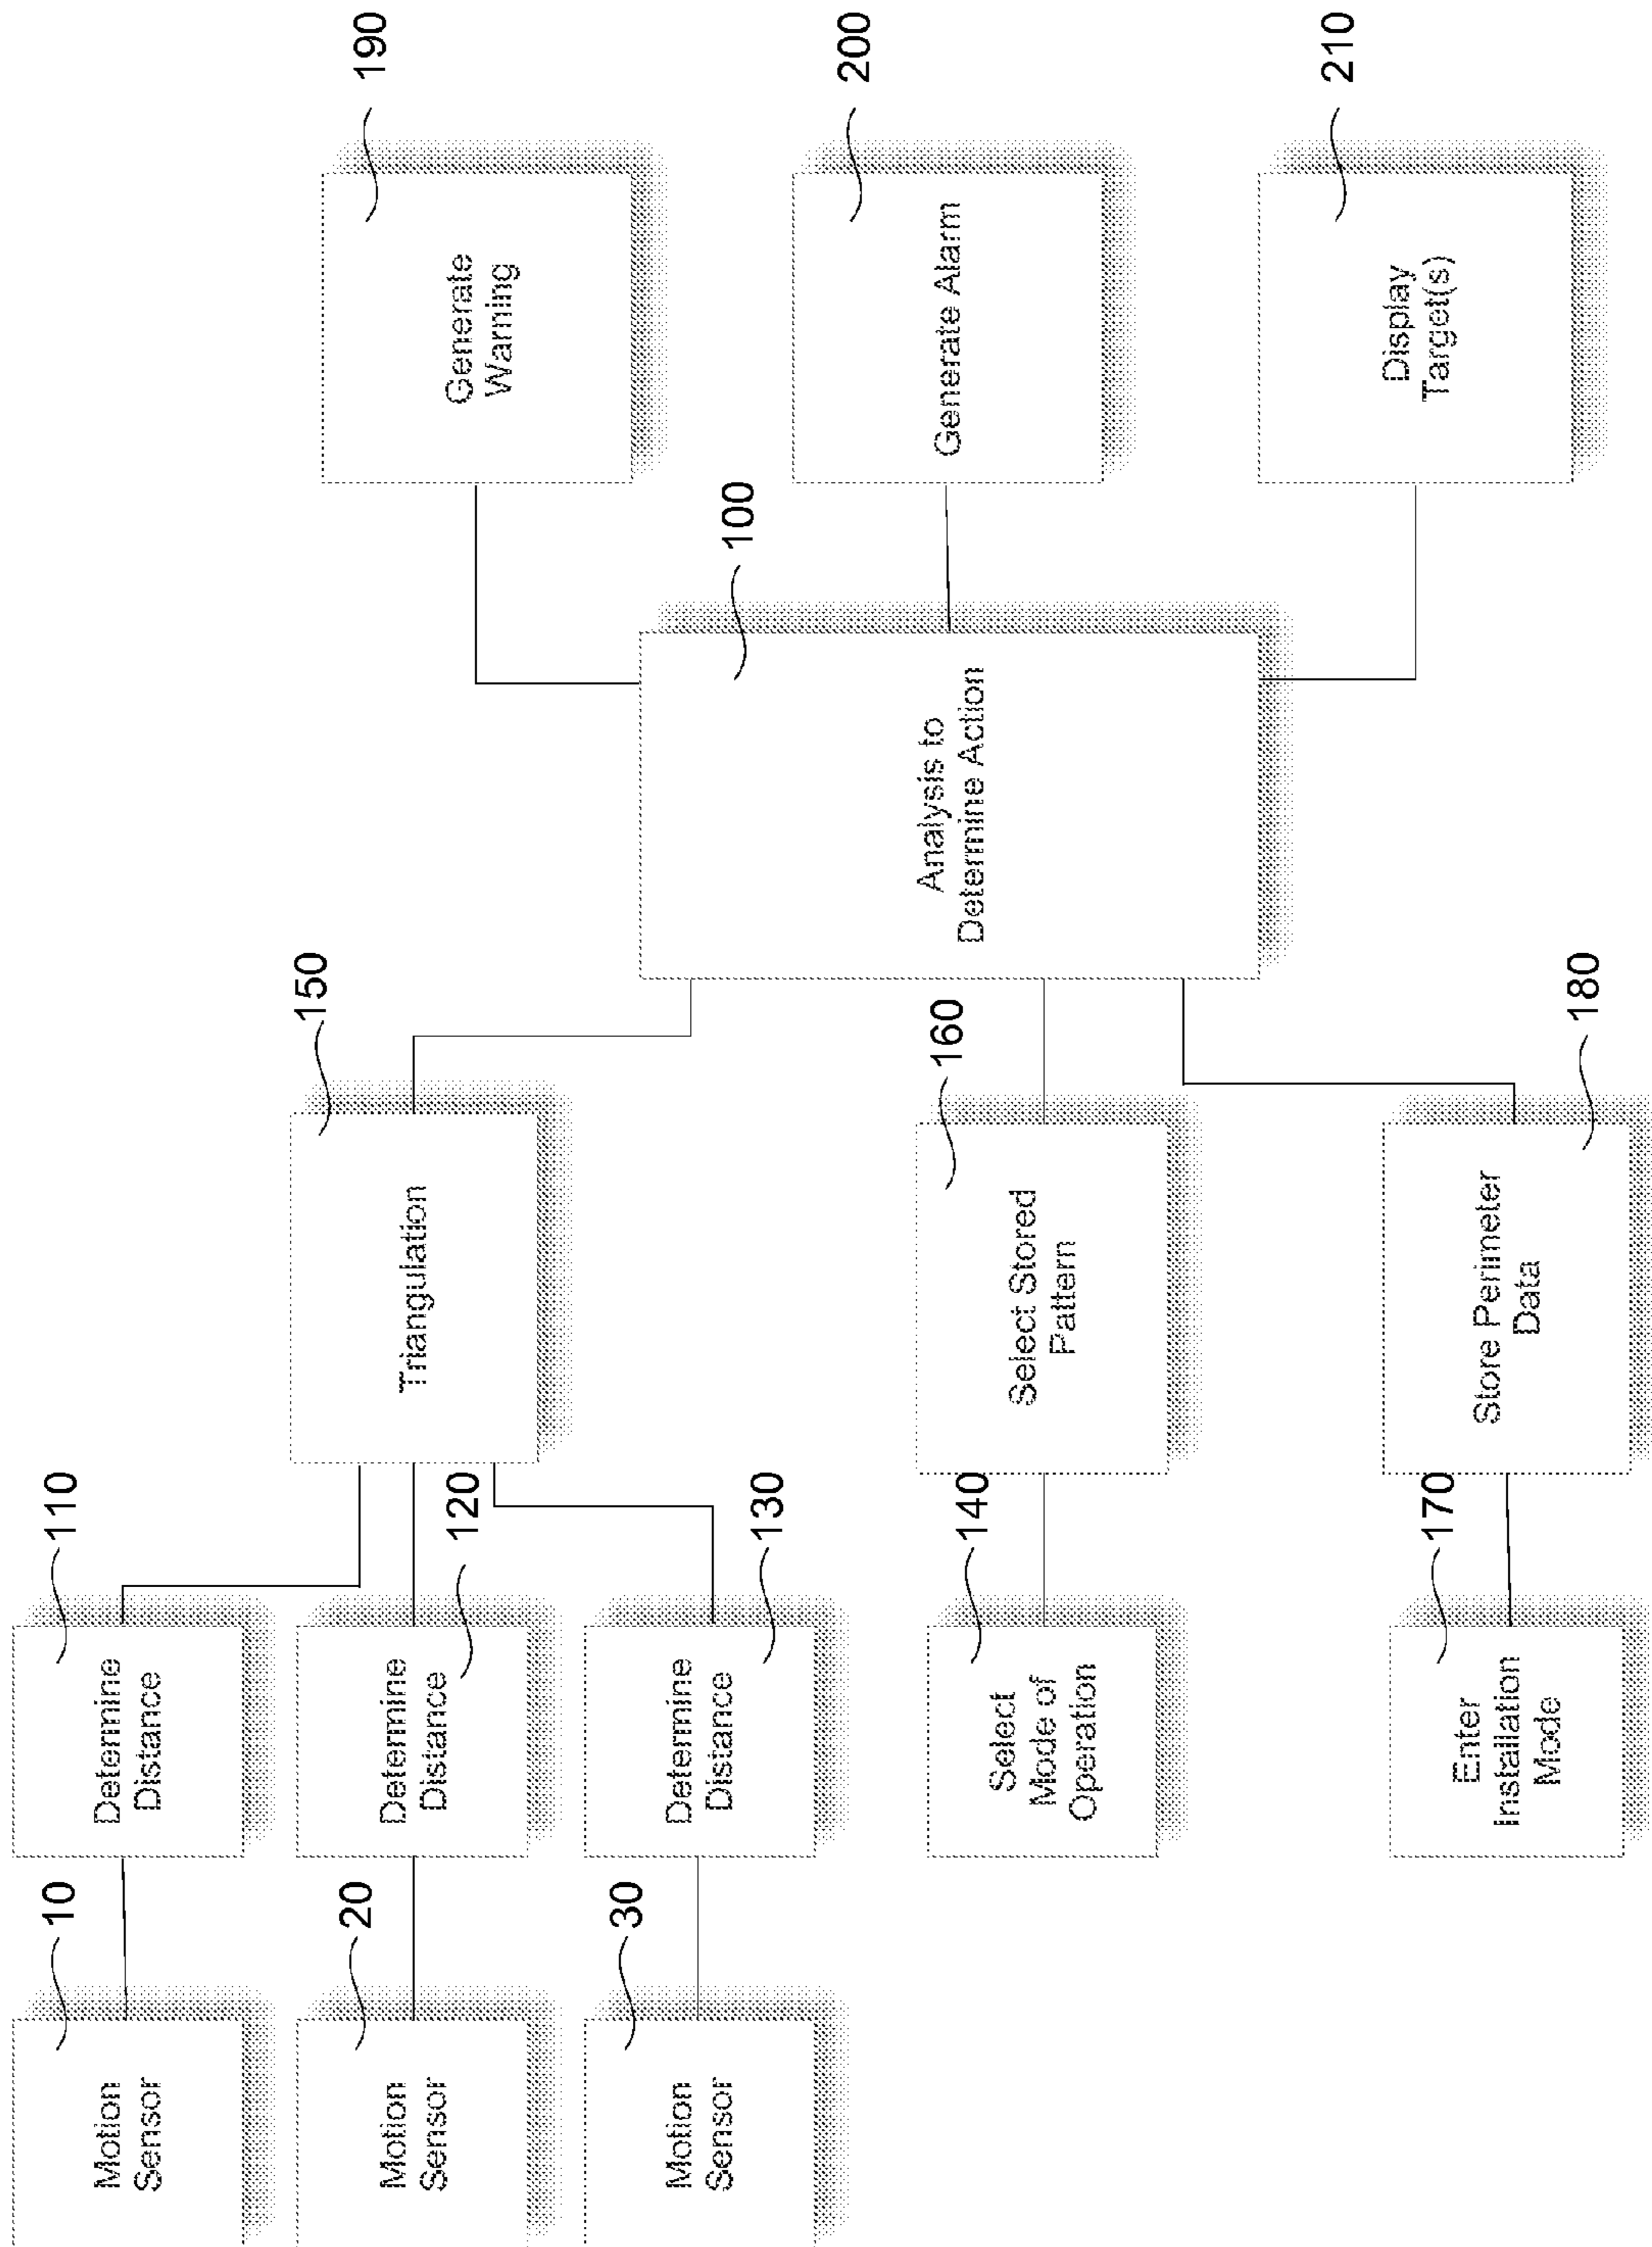 10
Motion
Sensor
110
Determine
Distance
20
Motion
Sensor
120
Determine
Distance
30
Motion
Sensor
130
Determine
Distance
150
Triangulation
140
Select
Mode of
Operation
160
Select Stored
Pattern
170
Enter
Installation
Mode
180
Store Perimeter
Data
100
Analysis to
Determine Action
190
Generate
Warning
200
Generate Alarm
210
Display
Target(s)